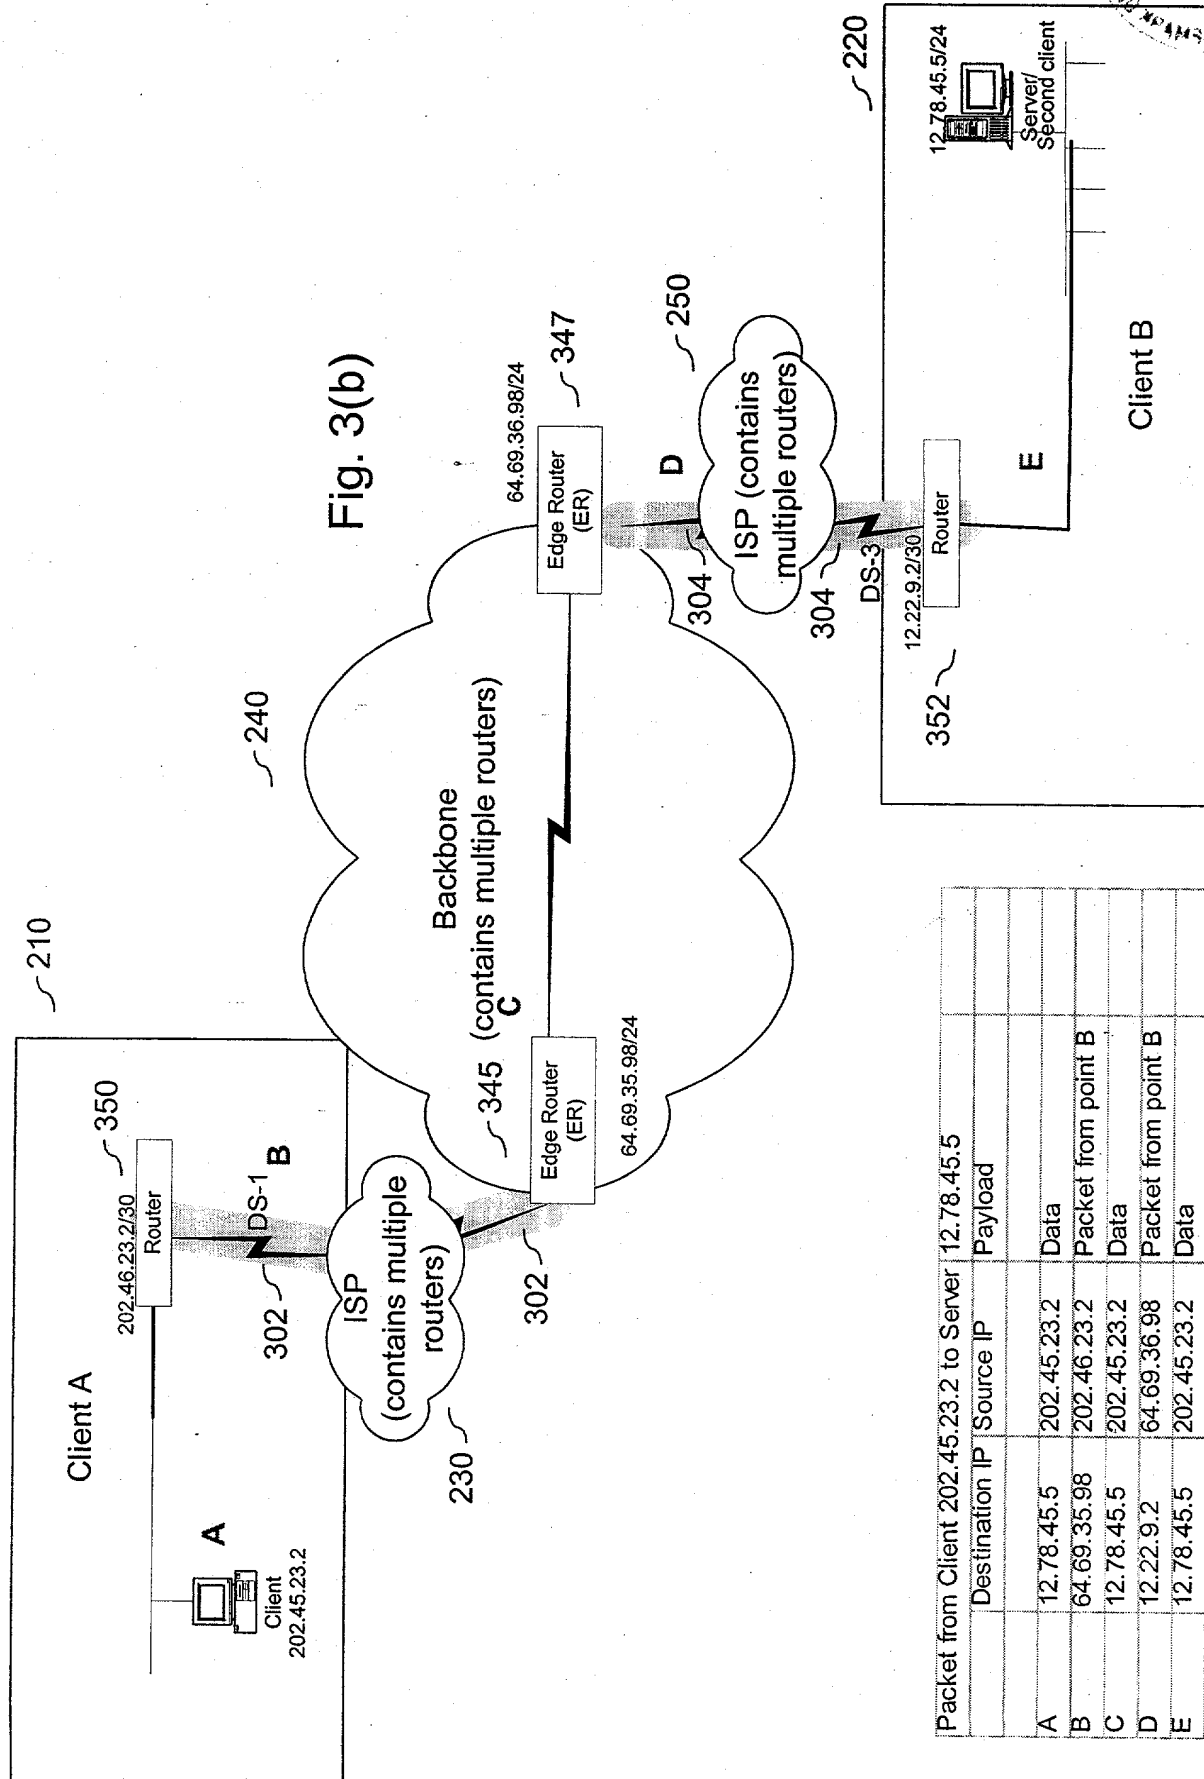 Fig. 3(b)
Client A
210
A
Client
202.45.23.2
202.46.23.2/30
Router
350
DS-1
B
302
ISP
(contains multiple
routers)
230
302
345
Edge Router
(ER)
64.69.35.98/24
C
Backbone
(contains multiple routers)
240
64.69.36.98/24
Edge Router
(ER)
347
D
304
ISP (contains
multiple routers)
250
304
DS-3
12.22.9.2/30
Router
352
E
220
12.78.45.5/24
Server/
Second client
Client B
Packet from Client 202.45.23.2 to Server 12.78.45.5
Destination IP Source IP Payload
A 12.78.45.5 202.45.23.2 Data
B 64.69.35.98 202.46.23.2 Packet from point B
C 12.78.45.5 202.45.23.2 Data
D 12.22.9.2 64.69.36.98 Packet from point B
E 12.78.45.5 202.45.23.2 Data